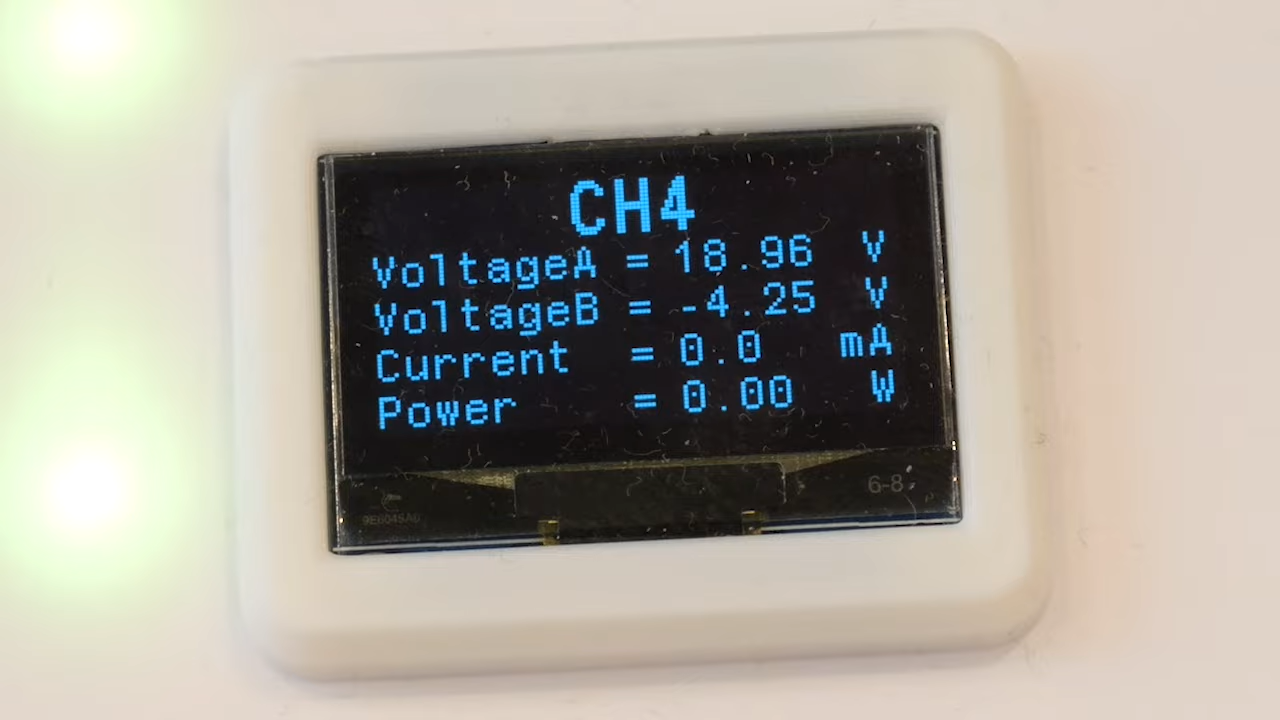 CH4
VoltageA = 18.96 V
VoltageB = -4.25 V
Current = 0.0 mA
Power = 0.00 W
6-8